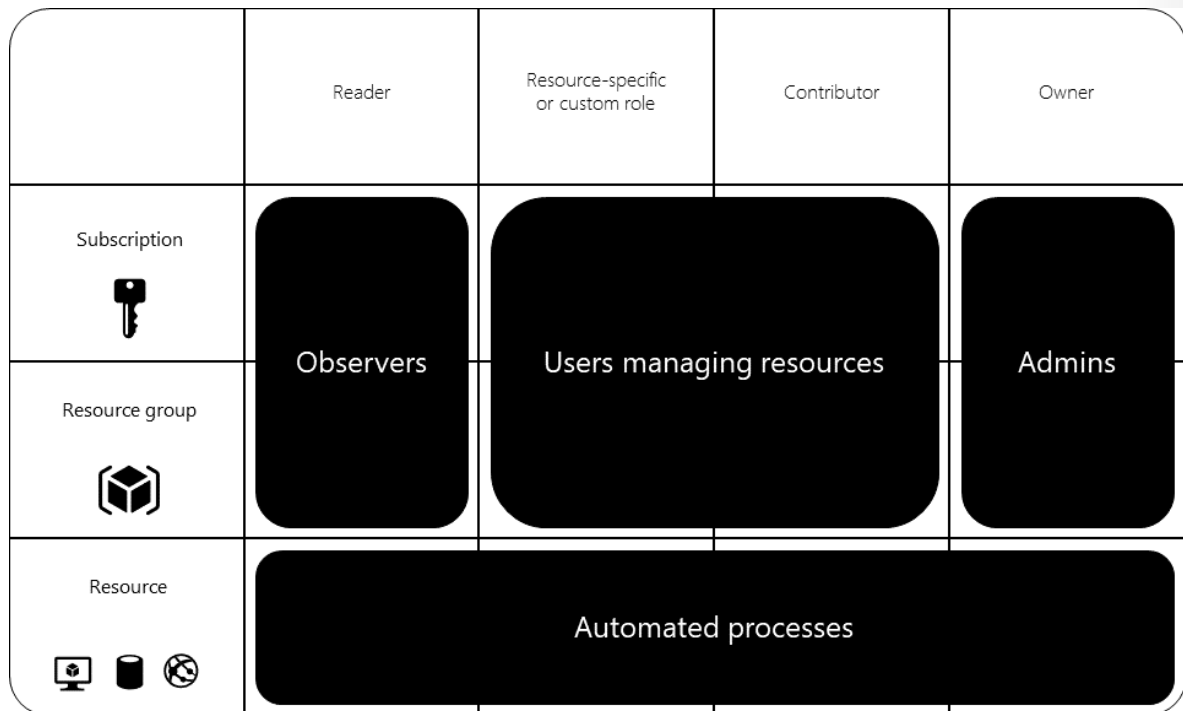 Reader
Resource-specific
or custom role
Contributor
Owner
Subscription
Observers
Users managing resources
Admins
Resource group
Resource
Automated processes